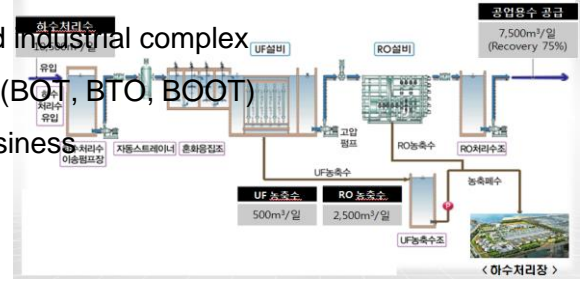 공업용수 공급
하수처리수
7,500m³/일
(Recovery 75%)
industrial complex
UF설비
RO설비
유입
(BOT, BTO, BOOT)
처리수
유입
고압
펌프
RO농축수
이송펌프장
자동스트레이너
혼화응집조
RO처리수조
UF농축수
농축폐수
UF 농축수
RO 농축수
500m³/일
2,500m³/일
P
UF농축수조
< 하수처리장 >